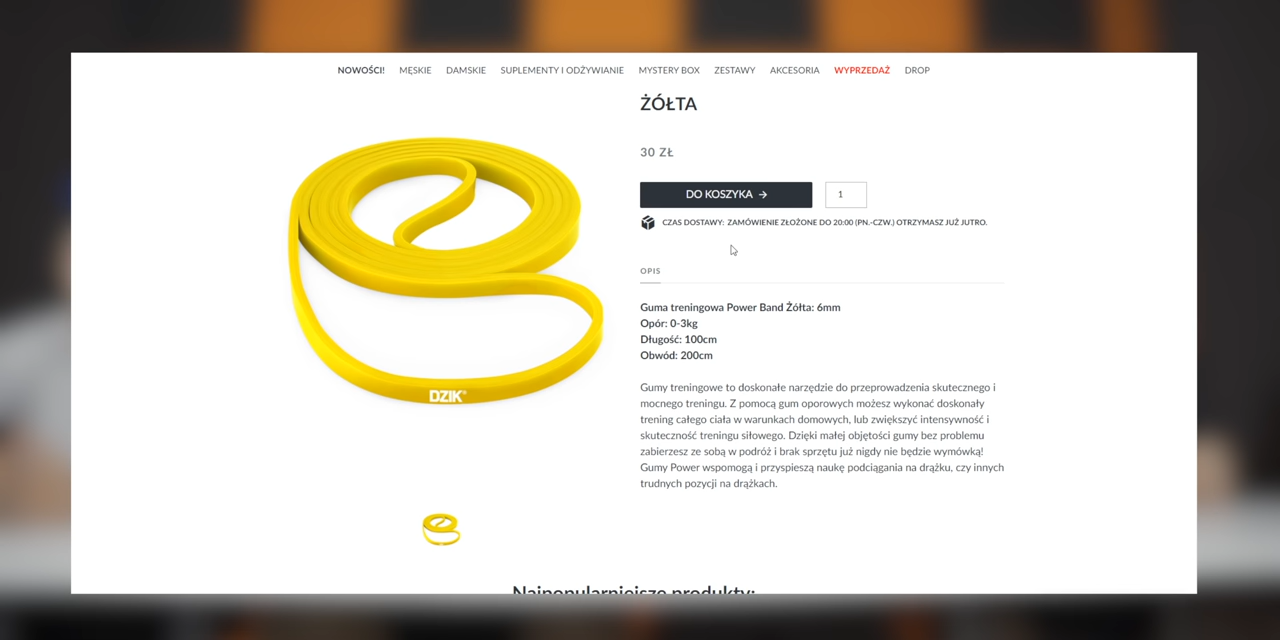 NOWOŚCI! MĘSKIE DAMSKIE SUPLEMENTY I ODŻYWIANIE MYSTERY BOX ZESTAWY AKCESORIA WYPRZEDAŻ DROP
ŻÓŁTA
30 ZŁ
DO KOSZYKA → 1
CZAS DOSTAWY: ZAMÓWIENIE ZŁOŻONE DO 20:00 (PN.-CZW.) OTRZYMASZ JUŻ JUTRO.
OPIS
Guma treningowa Power Band Żółta: 6mm
Opór: 0-3kg
Długość: 100cm
Obwód: 200cm
Gumy treningowe to doskonałe narzędzie do przeprowadzenia skutecznego i
mocnego treningu. Z pomocą gum oporowych możesz wykonać doskonały
trening całego ciała w warunkach domowych, lub zwiększyć intensywność i
skuteczność treningu siłowego. Dzięki małej objętości gumy bez problemu
zabierzesz ze sobą w podróż i brak sprzętu już nigdy nie będzie wymówką!
Gumy Power wspomogą i przyspieszą naukę podciągania na drążku, czy innych
trudnych pozycji na drążkach.
DZIK®
Najpopularniejsze produkty: